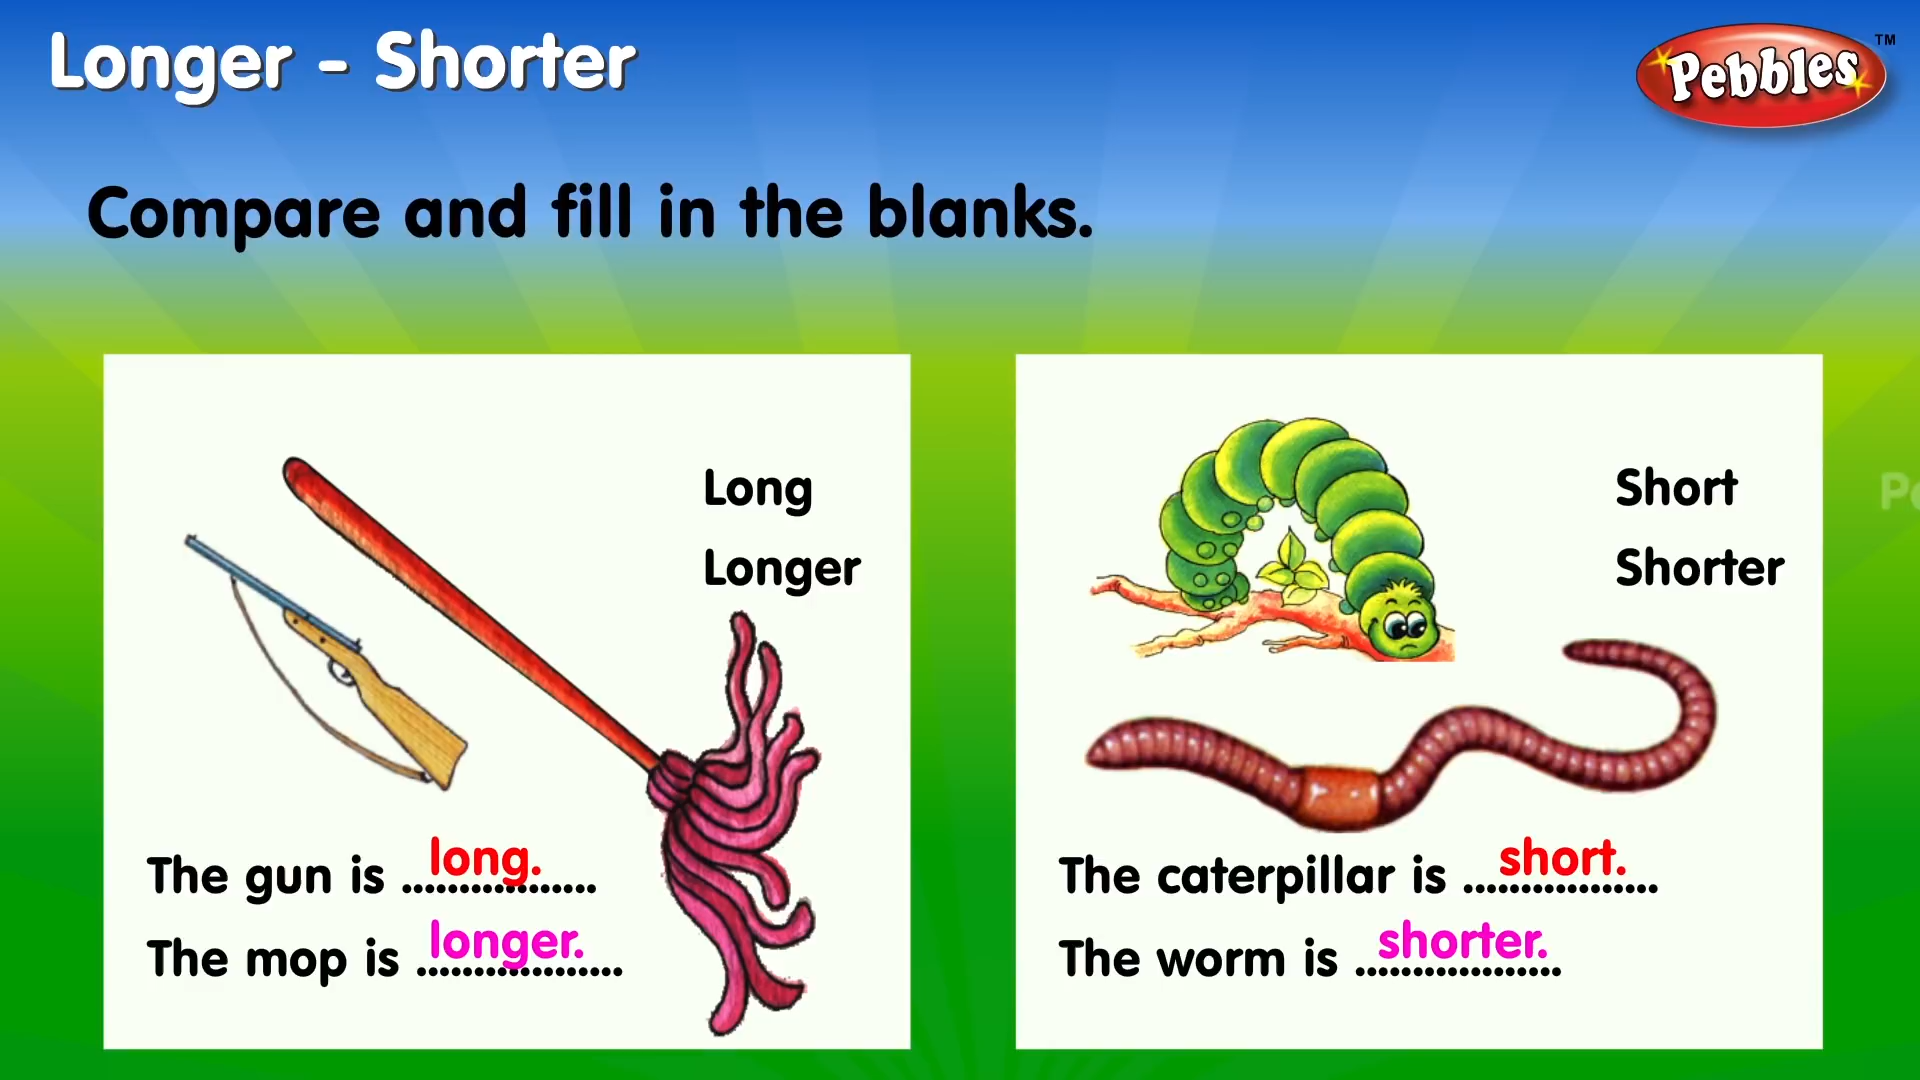 Longer - Shorter
Pebbles TM
Compare and fill in the blanks.
Long
Longer
The gun is long. .................
The mop is longer. ..................
Short
Shorter
The caterpillar is short. .................
The worm is shorter. ..................